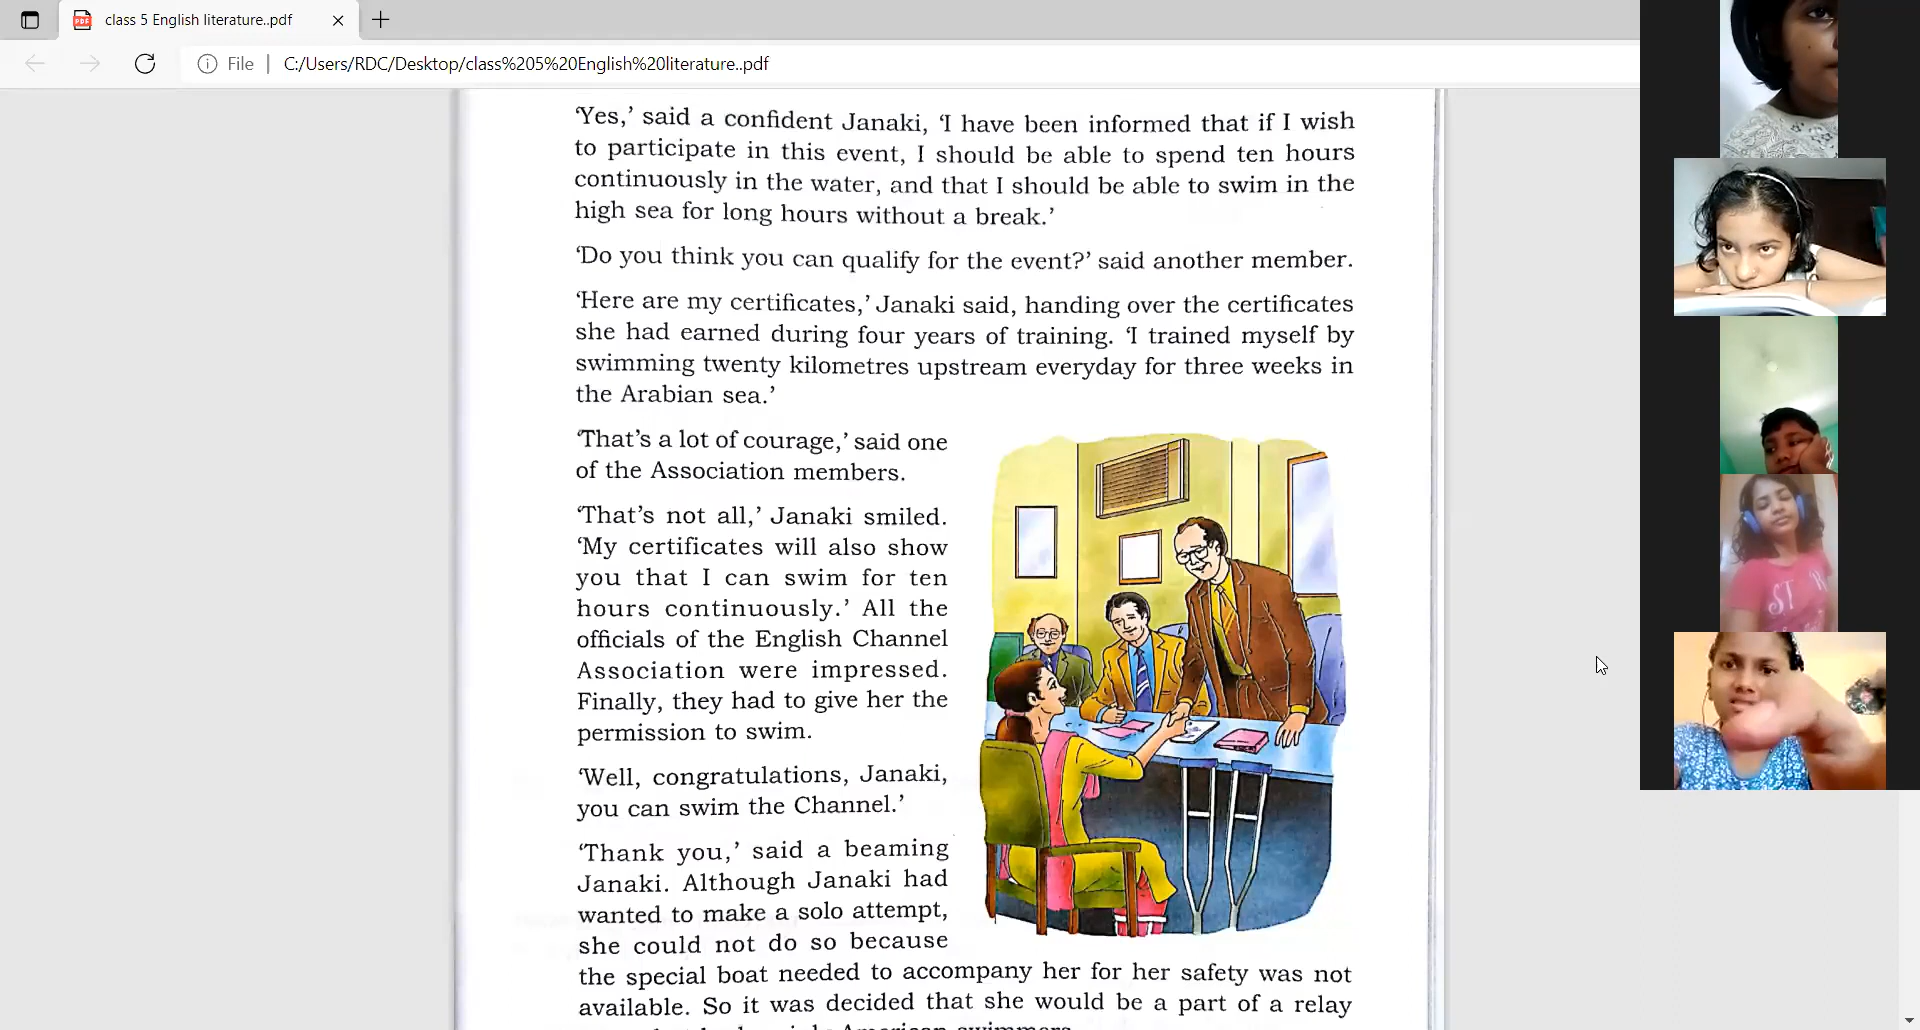 class 5 English literature..pdf
File | C:/Users/RDC/Desktop/class%205%20English%20literature..pdf
‘Yes,’ said a confident Janaki, ‘I have been informed that if I wish
to participate in this event, I should be able to spend ten hours
continuously in the water, and that I should be able to swim in the
high sea for long hours without a break.’
‘Do you think you can qualify for the event?’ said another member.
‘Here are my certificates,’ Janaki said, handing over the certificates
she had earned during four years of training. ‘I trained myself by
swimming twenty kilometres upstream everyday for three weeks in
the Arabian sea.’
‘That’s a lot of courage,’ said one
of the Association members.
‘That’s not all,’ Janaki smiled.
‘My certificates will also show
you that I can swim for ten
hours continuously.’ All the
officials of the English Channel
Association were impressed.
Finally, they had to give her the
permission to swim.
‘Well, congratulations, Janaki,
you can swim the Channel.’
‘Thank you,’ said a beaming
Janaki. Although Janaki had
wanted to make a solo attempt,
she could not do so because
the special boat needed to accompany her for her safety was not
available. So it was decided that she would be a part of a relay
American swimmers